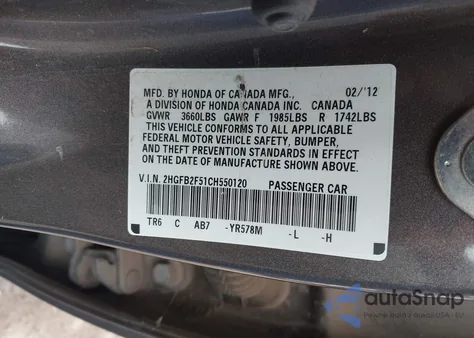 MFD. BY HONDA OF CANADA MFG., 02/'12
A DIVISION OF HONDA CANADA INC. CANADA
GVWR 3660LBS GAWR F 1985LBS R 1742LBS
THIS VEHICLE CONFORMS TO ALL APPLICABLE
FEDERAL MOTOR VEHICLE SAFETY, BUMPER,
AND THEFT PREVENTION STANDARDS IN EFFECT
ON THE DATE OF MANUFACTURE SHOWN ABOVE.
V.I.N. 2HGFB2F51CH550120 PASSENGER CAR
TR6 C AB7 -YR578M -L -H
autoSnap